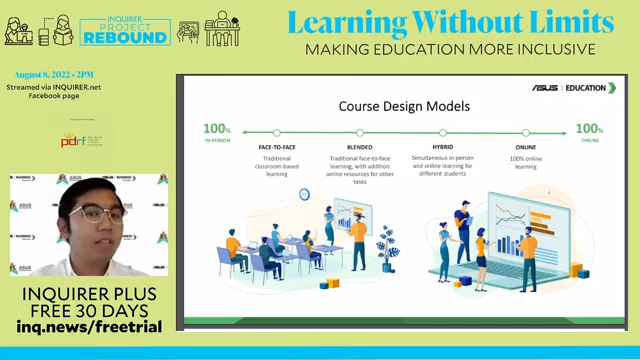 INQUIRER
PROJECT
REBOUND
Learning Without Limits
MAKING EDUCATION MORE INCLUSIVE
August 8, 2022 • 2PM
Streamed via INQUIRER.net
Facebook page
pdrf
ASUS | EDUCATION
Course Design Models
100%
IN-PERSON
100%
ONLINE
FACE-TO-FACE
Traditional
classroom-based
learning
BLENDED
Traditional face-to-face
learning, with addition
online resources for other
tasks
HYBRID
Simultaneous in-person
and online learning for
different students
ONLINE
100% online
learning
INQUIRER PLUS
FREE 30 DAYS
inq.news/freetrial